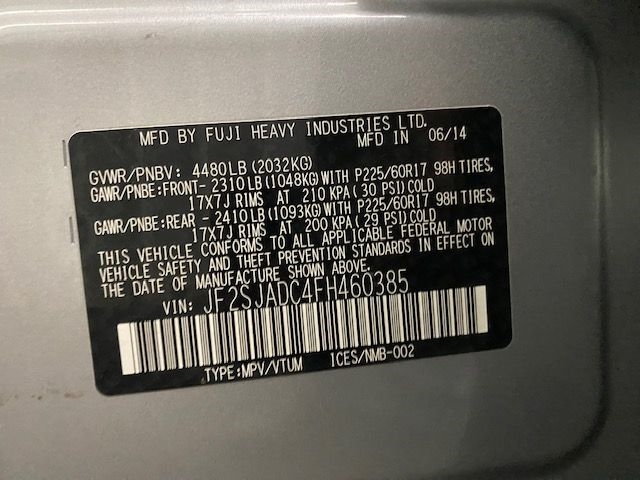 MFD BY FUJI HEAVY INDUSTRIES LTD.
MFD IN 06/14
GVWR/PNBV: 4480LB(2032KG)
GAWR/PNBE:FRONT- 2310LB(1048KG)WITH P225/60R17 98H TIRES,
17X7J RIMS AT 210 KPA(30 PSI)COLD
GAWR/PNBE:REAR - 2410LB(1093KG)WITH P225/60R17 98H TIRES,
17X7J RIMS AT 200 KPA(29 PSI)COLD
THIS VEHICLE CONFORMS TO ALL APPLICABLE FEDERAL MOTOR
VEHICLE SAFETY AND THEFT PREVENTION STANDARDS IN EFFECT ON
THE DATE OF MANUFACTURE SHOWN ABOVE.
VIN: JF2SJADC4FH460385
TYPE:MPV/VTUM ICES/NMB-002